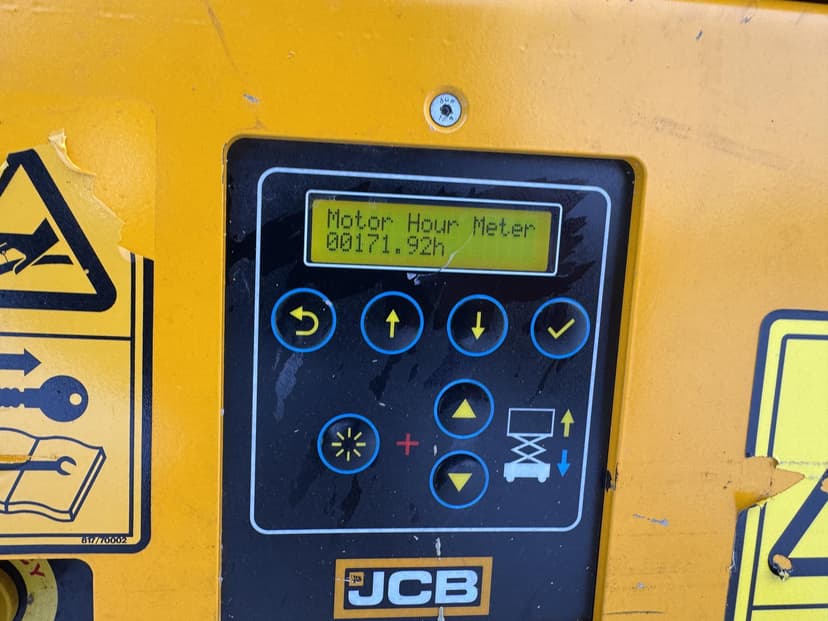 Motor Hour Meter
00171.92h
817/70002
JCB